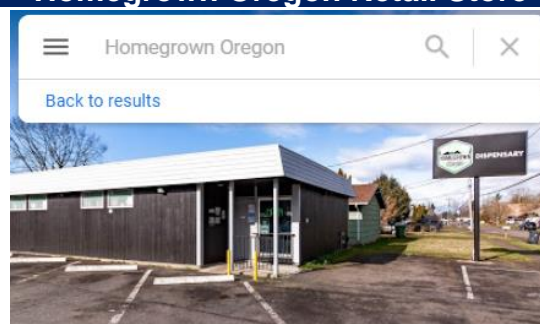 Homegrown Oregon Retail Store
Homegrown Oregon
Back to results
DISPENSARY